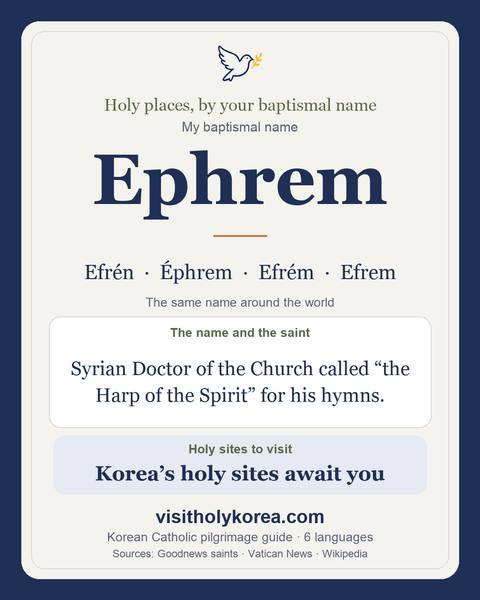 Holy places, by your baptismal name
My baptismal name
Ephrem
Efrén · Éphrem · Efrém · Efrem
The same name around the world
The name and the saint
Syrian Doctor of the Church called “the
Harp of the Spirit” for his hymns.
Holy sites to visit
Korea’s holy sites await you
visitholykorea.com
Korean Catholic pilgrimage guide · 6 languages
Sources: Goodnews saints · Vatican News · Wikipedia